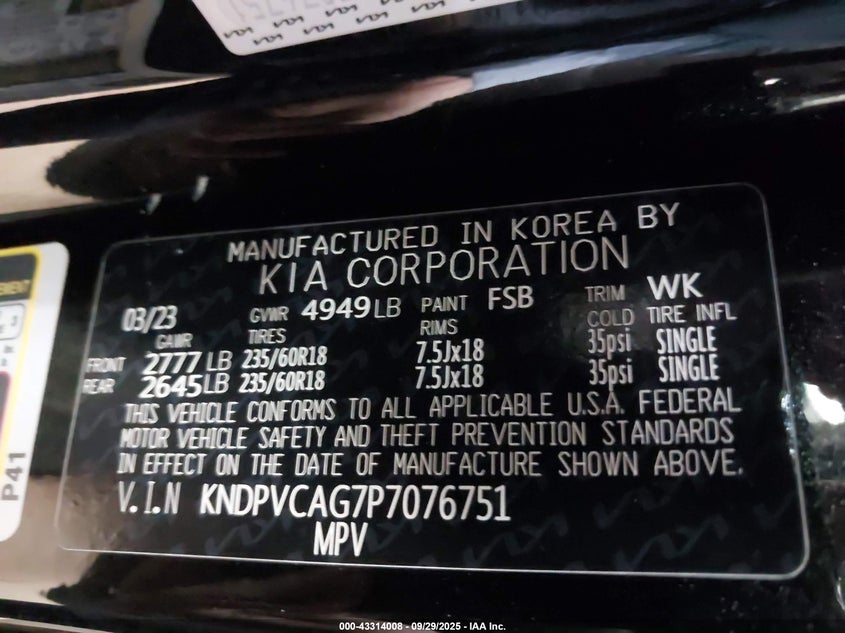 MANUFACTURED IN KOREA BY
KIA CORPORATION
03/23 GVWR 4949LB PAINT FSB TRIM WK
GAWR TIRES RIMS COLD TIRE INFL
FRONT 2777 LB 235/60R18 7.5Jx18 35psi SINGLE
REAR 2645LB 235/60R18 7.5Jx18 35psi SINGLE
THIS VEHICLE CONFORMS TO ALL APPLICABLE U.S.A. FEDERAL
MOTOR VEHICLE SAFETY AND THEFT PREVENTION STANDARDS
IN EFFECT ON THE DATE OF MANUFACTURE SHOWN ABOVE.
V.I.N KNDPVCAG7P7076751
MPV
P41
000-43314008 - 09/29/2025 - IAA Inc.